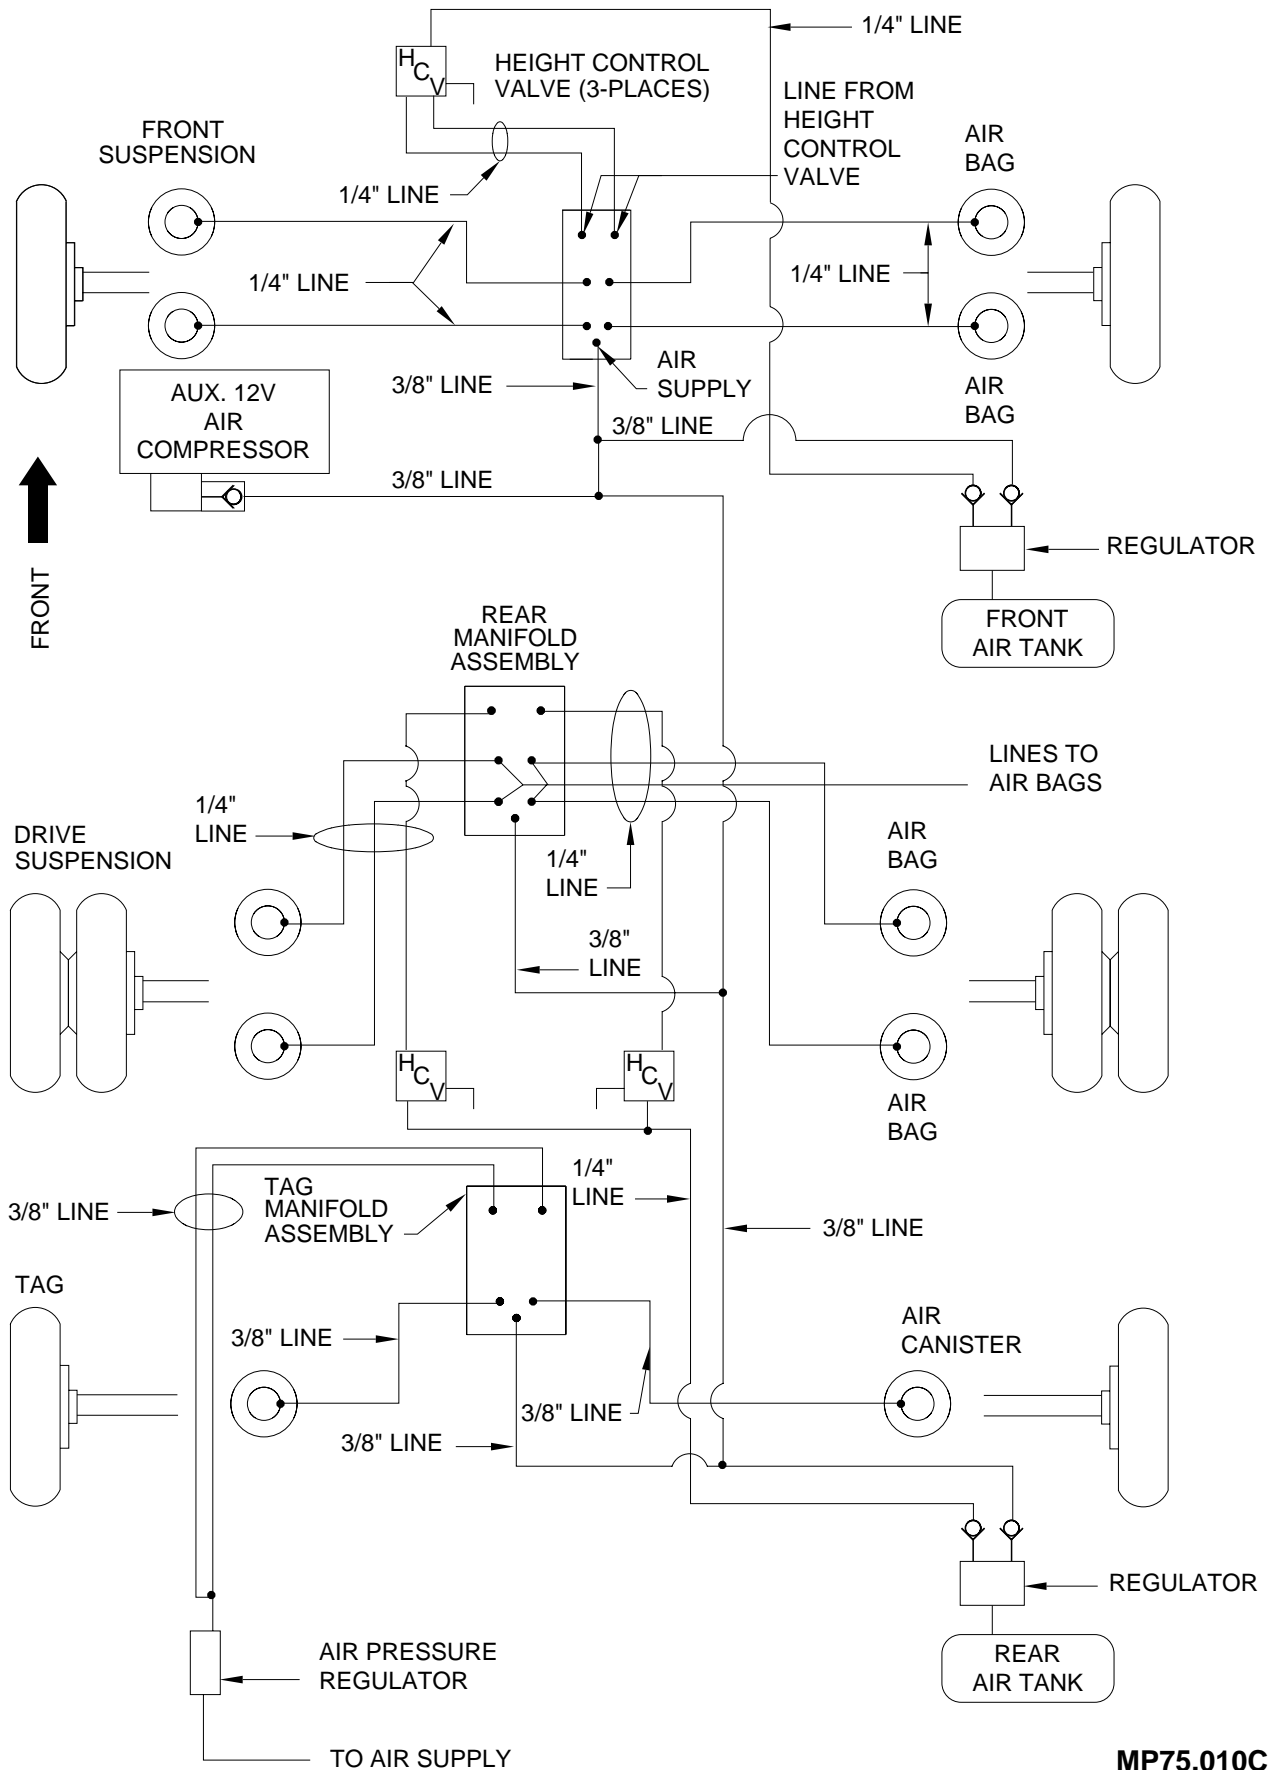 1/4" LINE
HCV
HEIGHT CONTROL
VALVE (3-PLACES)
LINE FROM
HEIGHT
CONTROL
VALVE
FRONT
SUSPENSION
AIR
BAG
1/4" LINE
1/4" LINE
1/4" LINE
AIR
SUPPLY
3/8" LINE
AIR
BAG
AUX. 12V
AIR
COMPRESSOR
3/8" LINE
3/8" LINE
REGULATOR
FRONT
FRONT
AIR TANK
REAR
MANIFOLD
ASSEMBLY
LINES TO
AIR BAGS
1/4"
LINE
DRIVE
SUSPENSION
AIR
BAG
1/4"
LINE
3/8"
LINE
HCV
HCV
AIR
BAG
1/4"
LINE
TAG
MANIFOLD
ASSEMBLY
3/8" LINE
3/8" LINE
TAG
AIR
CANISTER
3/8" LINE
3/8" LINE
3/8" LINE
REGULATOR
AIR PRESSURE
REGULATOR
REAR
AIR TANK
TO AIR SUPPLY
MP75.010C